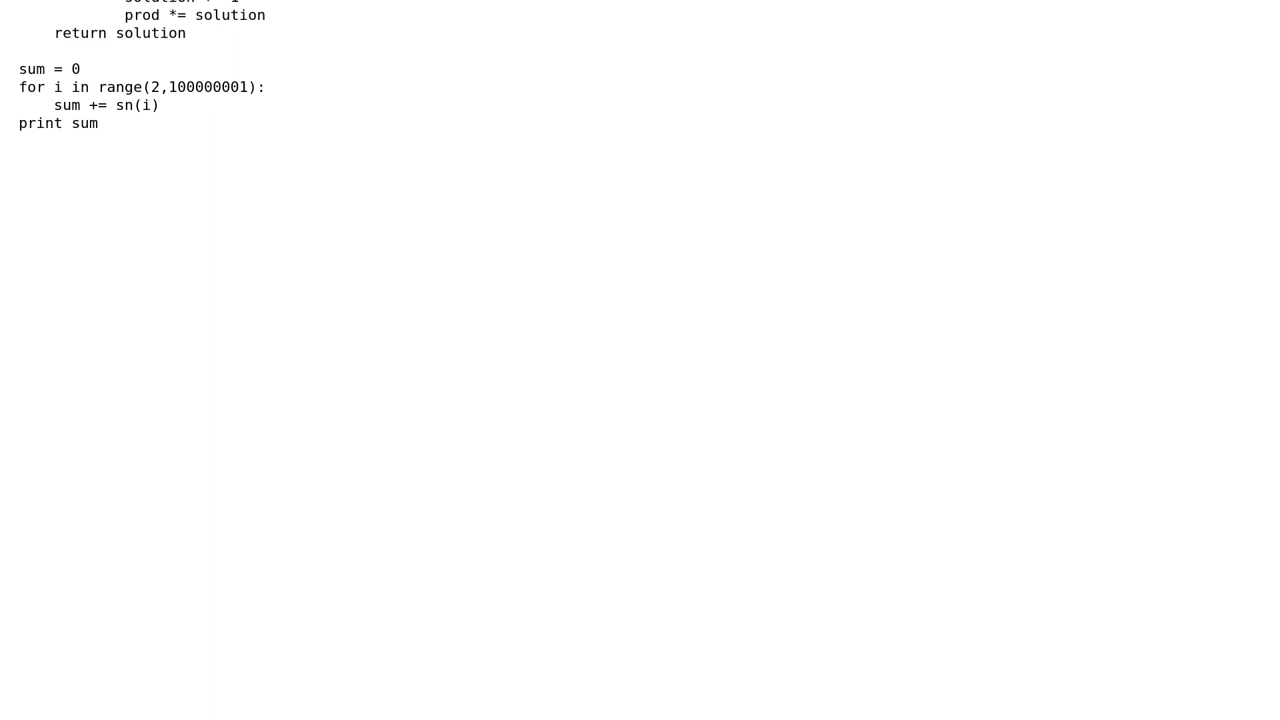 prod *= solution
return solution
sum = 0
for i in range(2,100000001):
sum += sn(i)
print sum